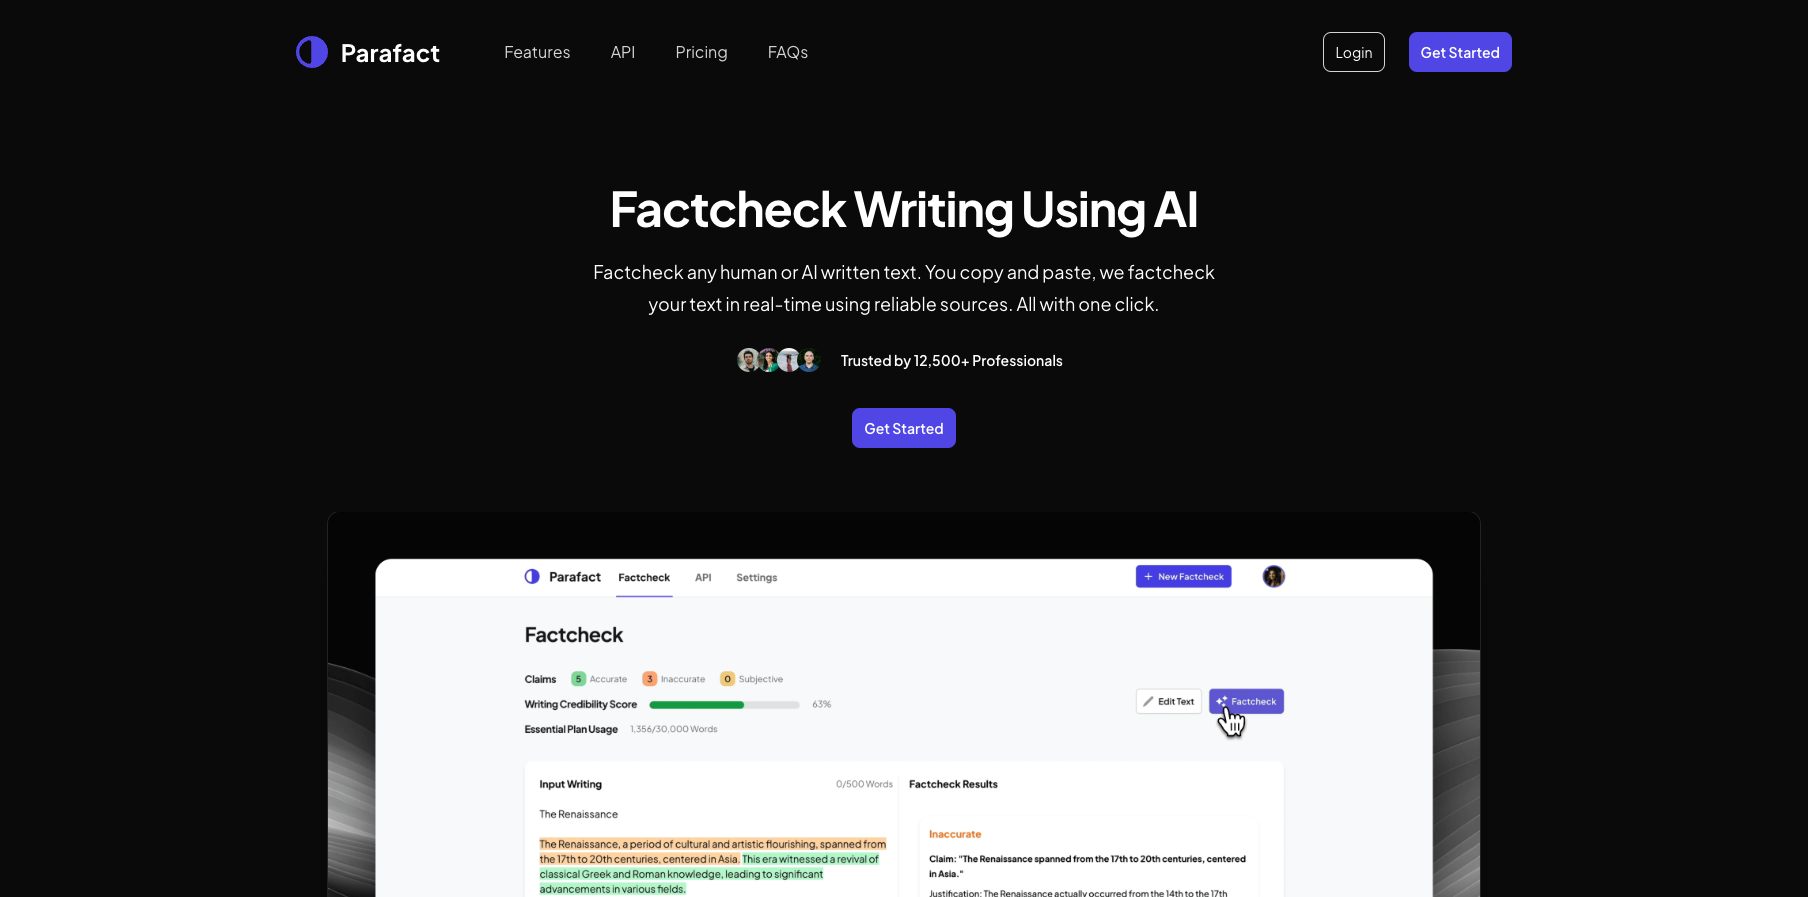 Parafact
Features
API
Pricing
FAQs
Login
Get Started
Factcheck Writing Using AI
Factcheck any human or AI written text. You copy and paste, we factcheck
your text in real-time using reliable sources. All with one click.
Trusted by 12,500+ Professionals
Get Started
Parafact
Factcheck
API
Settings
+ New Factcheck
Factcheck
Claims
5 Accurate
3 Inaccurate
0 Subjective
Writing Credibility Score
63%
Essential Plan Usage
1,356/30,000 Words
Edit Text
Factcheck
Input Writing
0/500 Words
The Renaissance
The Renaissance, a period of cultural and artistic flourishing, spanned from
the 17th to 20th centuries, centered in Asia. This era witnessed a revival of
classical Greek and Roman knowledge, leading to significant
advancements in various fields.
Factcheck Results
Inaccurate
Claim: "The Renaissance spanned from the 17th to 20th centuries, centered
in Asia."
Justification: The Renaissance actually occurred from the 14th to the 17th